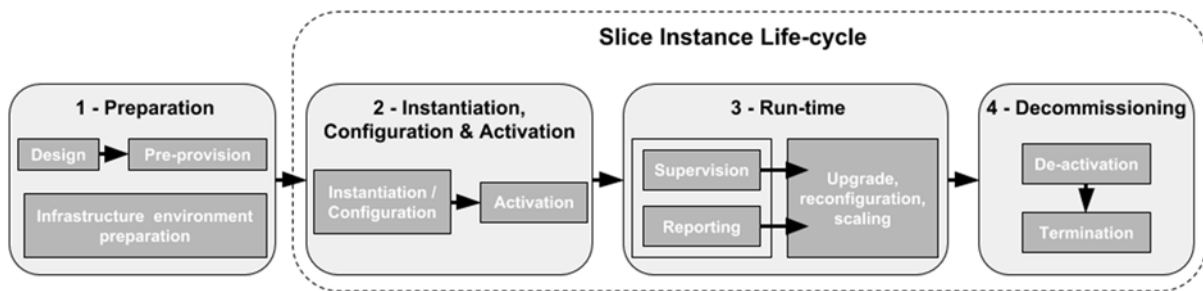 Slice Instance Life-cycle
1 - Preparation
Design
Pre-provision
Infrastructure environment
preparation
2 - Instantiation,
Configuration & Activation
Instantiation /
Configuration
Activation
3 - Run-time
Supervision
Reporting
Upgrade,
reconfiguration,
scaling
4 - Decommissioning
De-activation
Termination